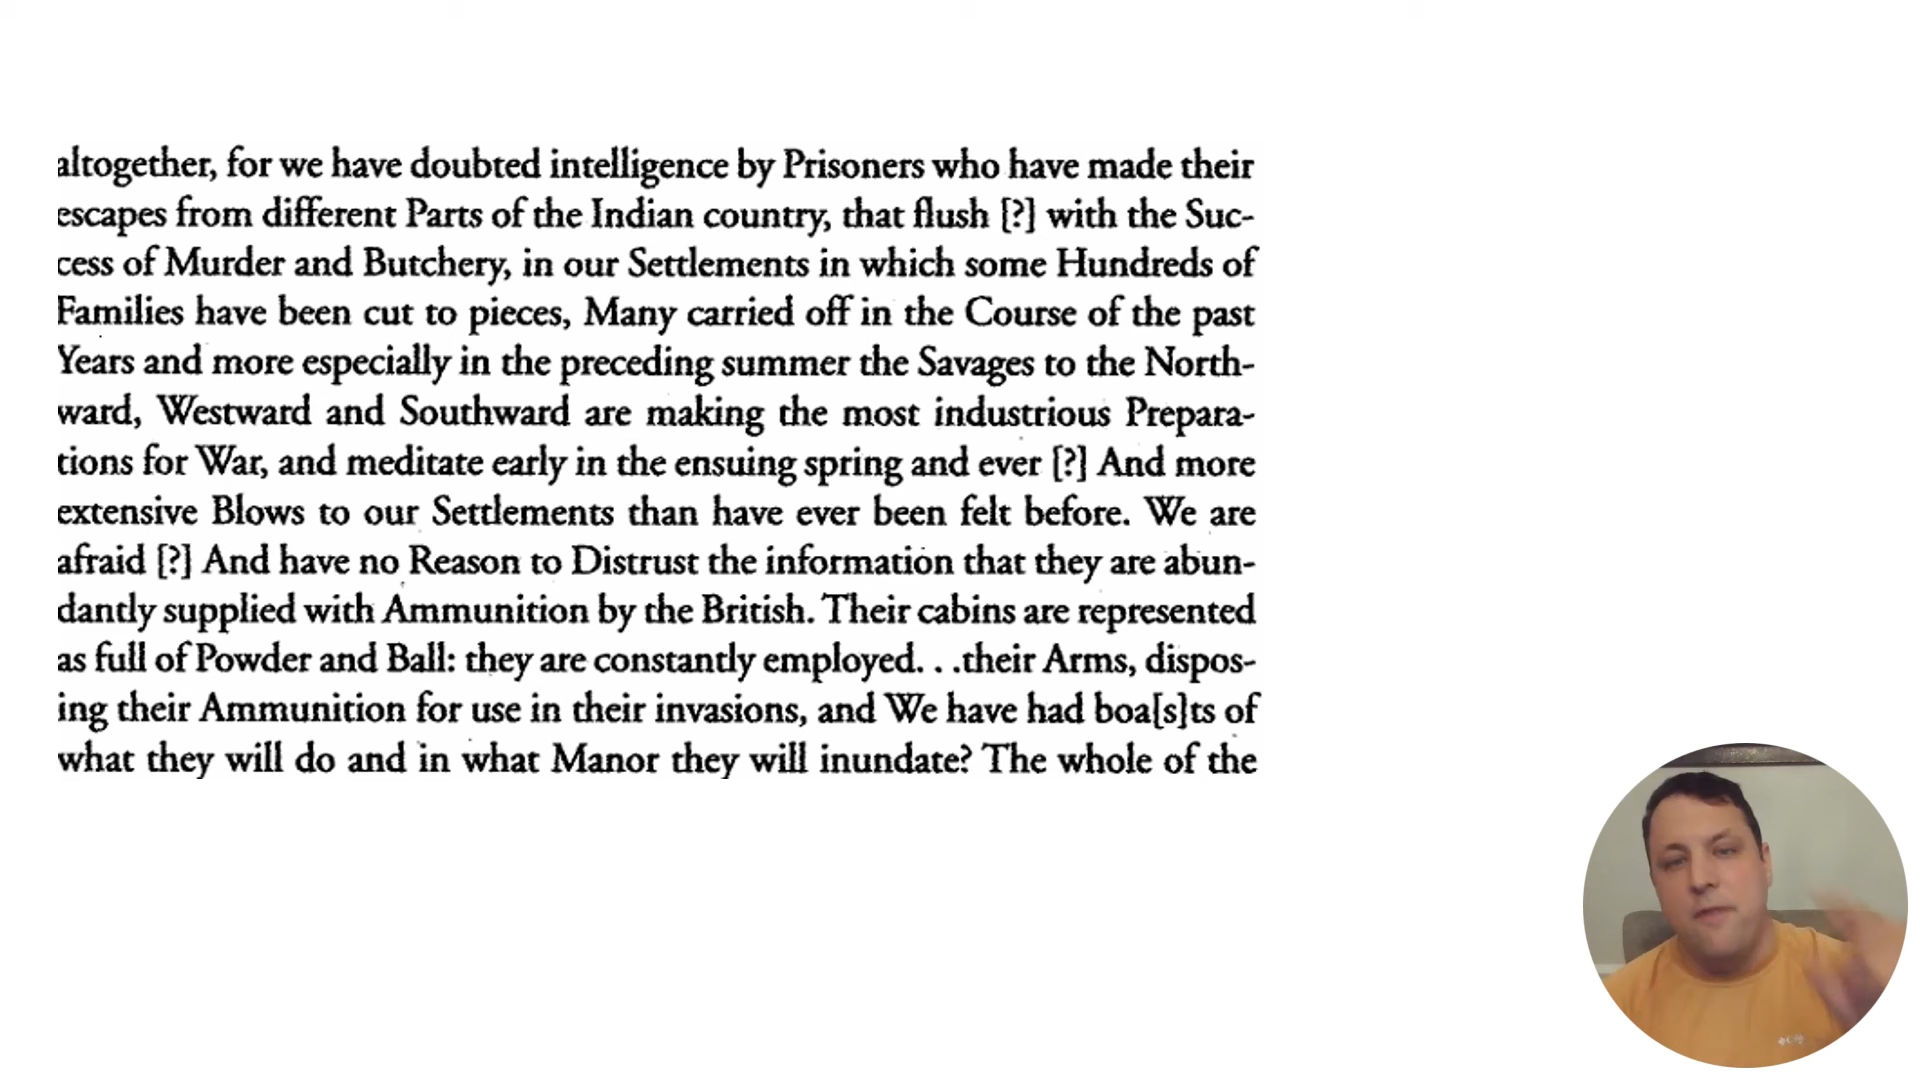 altogether, for we have doubted intelligence by Prisoners who have made their
escapes from different Parts of the Indian country, that flush [?] with the Suc-
cess of Murder and Butchery, in our Settlements in which some Hundreds of
Families have been cut to pieces, Many carried off in the Course of the past
Years and more especially in the preceding summer the Savages to the North-
ward, Westward and Southward are making the most industrious Prepara-
tions for War, and meditate early in the ensuing spring and ever [?] And more
extensive Blows to our Settlements than have ever been felt before. We are
afraid [?] And have no Reason to Distrust the information that they are abun-
dantly supplied with Ammunition by the British. Their cabins are represented
as full of Powder and Ball: they are constantly employed. . .their Arms, dispos-
ing their Ammunition for use in their invasions, and We have had boa[s]ts of
what they will do and in what Manor they will inundate? The whole of the